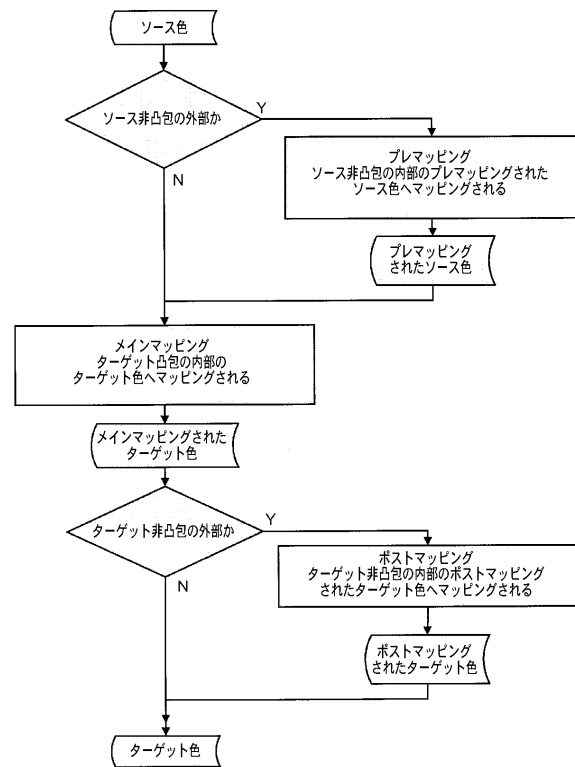 ソース色
ソース非凸包の外部か
Y
N
プレマッピング
ソース非凸包の内部のプレマッピングされた
ソース色へマッピングされる
プレマッピング
されたソース色
メインマッピング
ターゲット凸包の内部の
ターゲット色へマッピングされる
メインマッピングされた
ターゲット色
ターゲット非凸包の外部か
Y
N
ポストマッピング
ターゲット非凸包の内部のポストマッピング
されたターゲット色へマッピングされる
ポストマッピング
されたターゲット色
ターゲット色